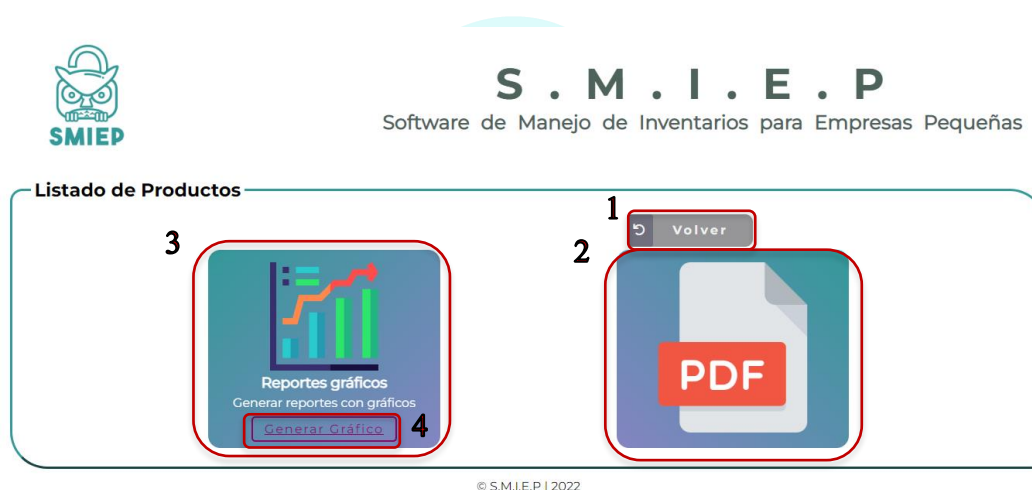 SMIEP
S . M . I . E . P
Software de Manejo de Inventarios para Empresas Pequeñas
Listado de Productos
1
Volver
3
2
PDF
Reportes gráficos
Generar reportes con gráficos
Generar Gráfico
4
© S.M.I.E.P | 2022